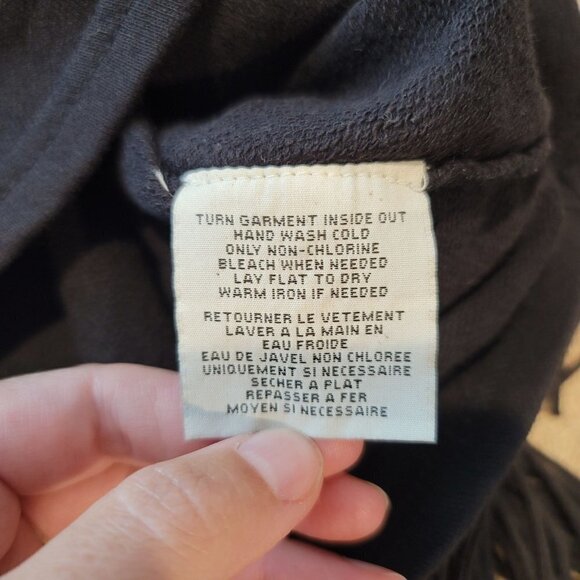 TURN GARMENT INSIDE OUT
HAND WASH COLD
ONLY NON-CHLORINE
BLEACH WHEN NEEDED
LAY FLAT TO DRY
WARM IRON IF NEEDED
RETOURNER LE VETEMENT
LAVER A LA MAIN EN
EAU FROIDE
EAU DE JAVEL NON CHLOREE
UNIQUEMENT SI NECESSAIRE
SECHER A PLAT
REPASSER A FER
MOYEN SI NECESSAIRE